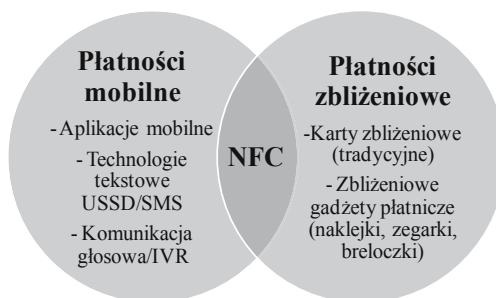 Płatności
mobilne
-Aplikacje mobilne
- Technologie
tekstowe
USSD/SMS
- Komunikacja
głosowa/IVR
NFC
Płatności
zbliżeniowe
-Karty zbliżeniowe
(tradycyjne)
- Zbliżeniowe
gadżety płatnicze
(naklejki, zegarki,
breloczki)